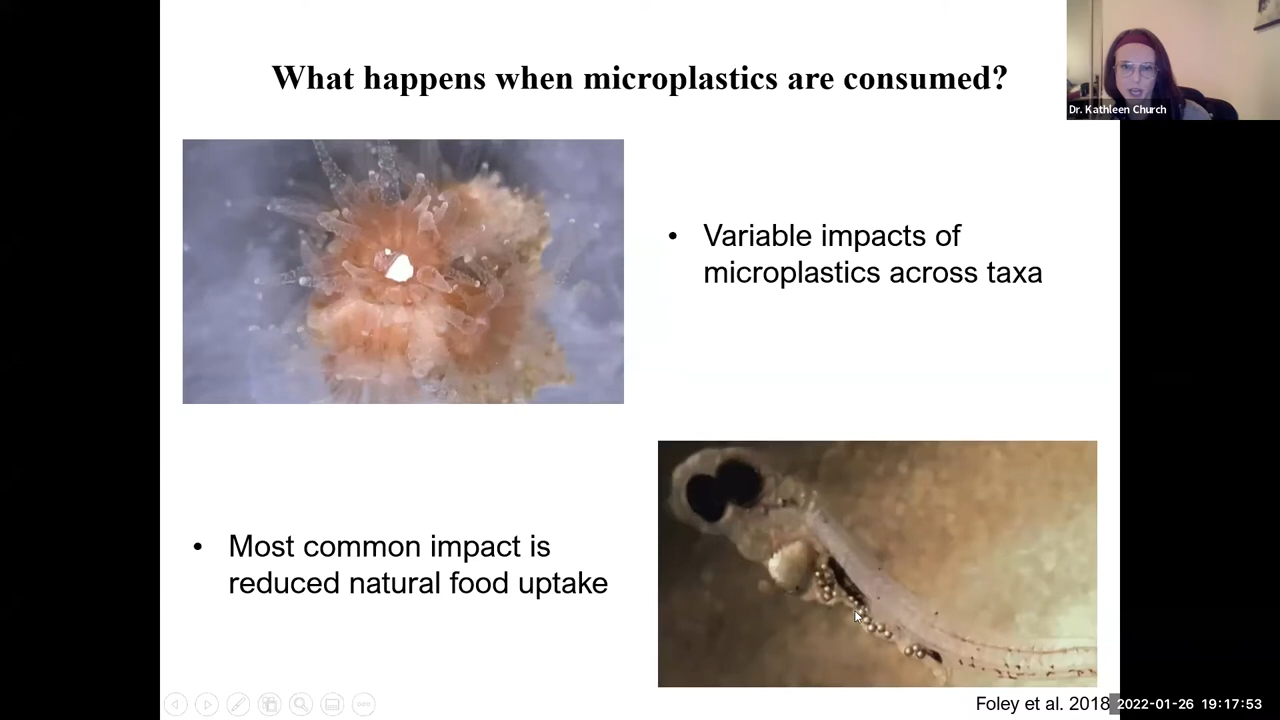 What happens when microplastics are consumed?
Dr. Kathleen Church
• Variable impacts of
microplastics across taxa
• Most common impact is
reduced natural food uptake
Foley et al. 2018
2022-01-26 19:17:53